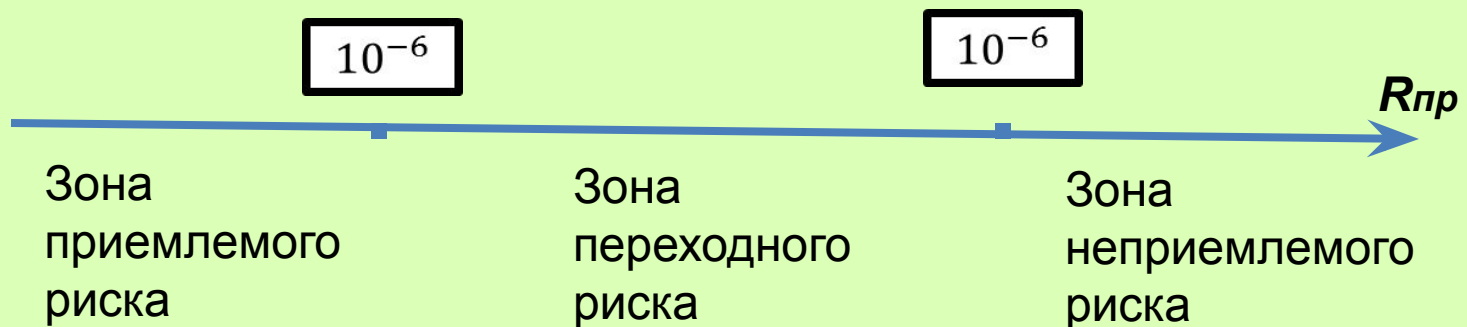 10⁻⁶
10⁻⁶
Rпр
Зона
приемлемого
риска
Зона
переходного
риска
Зона
неприемлемого
риска